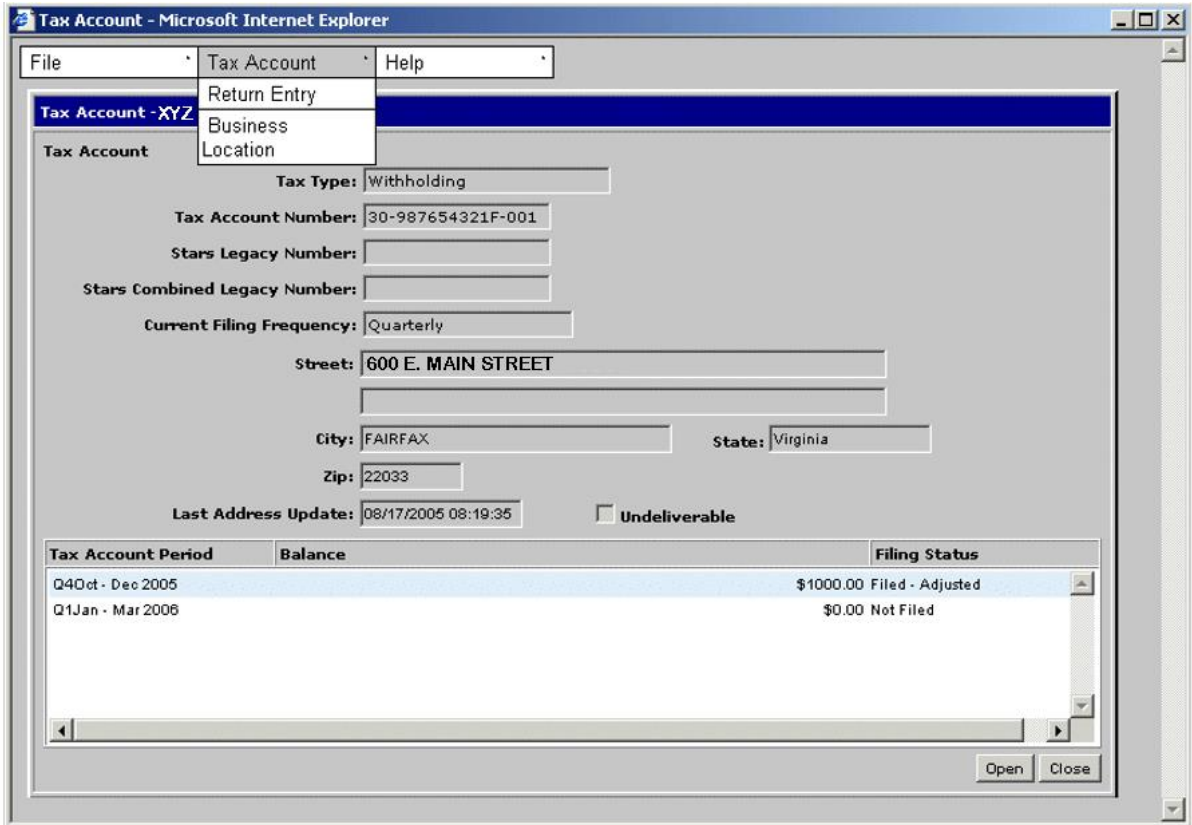 Tax Account - Microsoft Internet Explorer
File Tax Account Help
Return Entry
Tax Account -XYZ
Business
Location
Tax Account
Tax Type: Withholding
Tax Account Number: 30-987654321F-001
Stars Legacy Number:
Stars Combined Legacy Number:
Current Filing Frequency: Quarterly
Street: 600 E. MAIN STREET
City: FAIRFAX State: Virginia
Zip: 22033
Last Address Update: 08/17/2005 08:19:35 Undeliverable
Tax Account Period Balance Filing Status
Q4Oct - Dec 2005 $1000.00 Filed - Adjusted
Q1Jan - Mar 2006 $0.00 Not Filed
Open Close